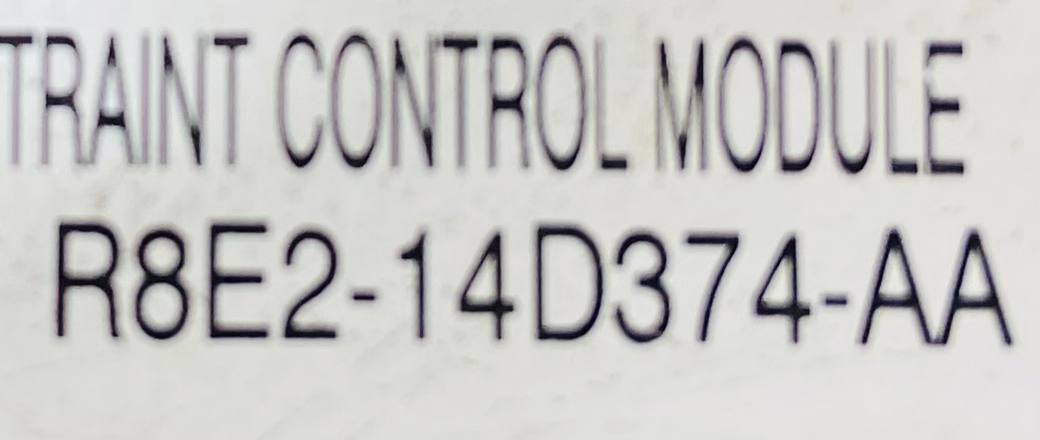 TRAINT CONTROL MODULE
R8E2-14D374-AA